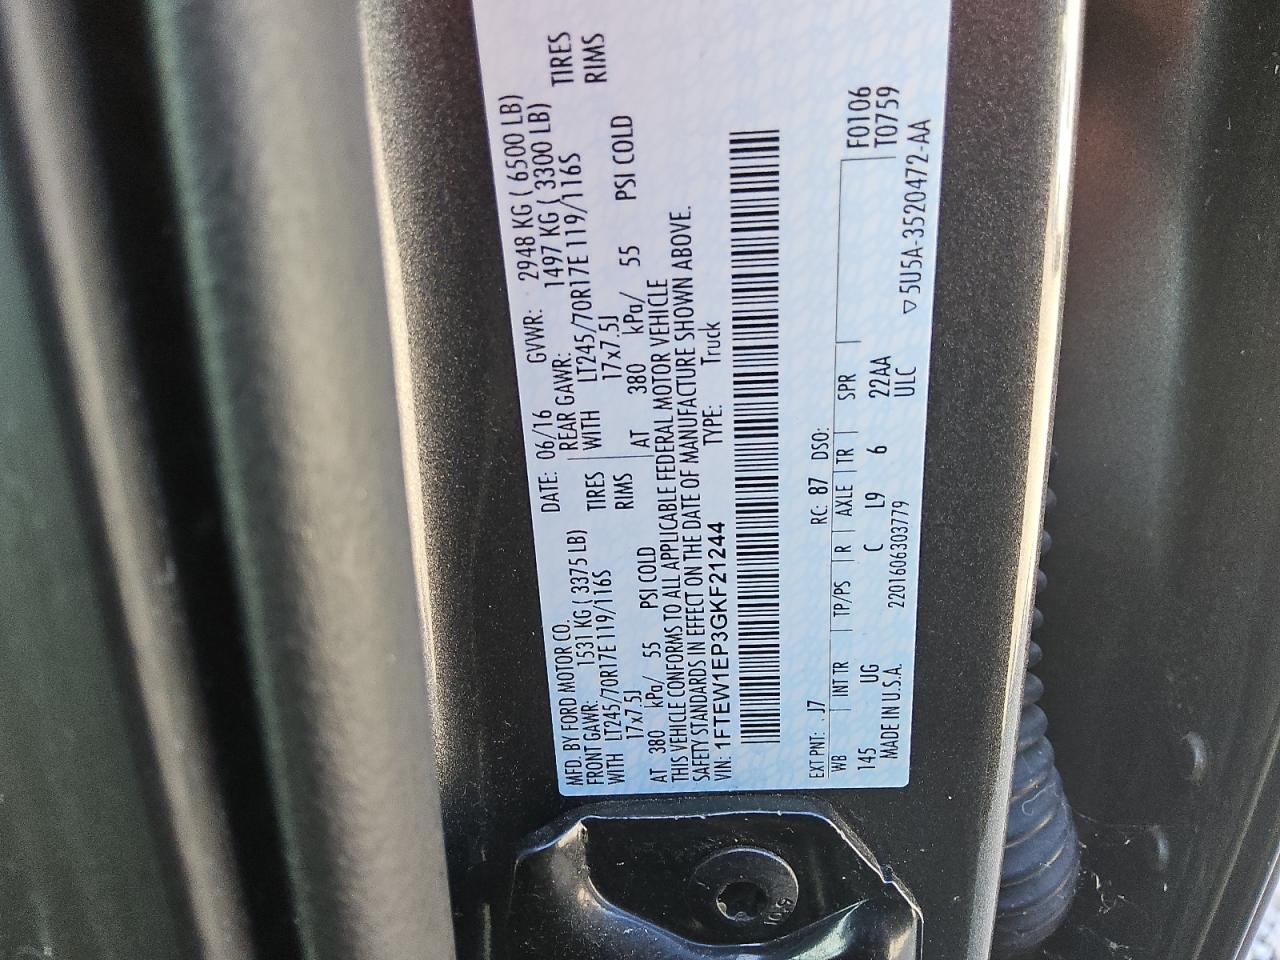 MFD. BY FORD MOTOR CO.
DATE: 06/16 GVWR: 2948 KG ( 6500 LB)
FRONT GAWR: 1531 KG ( 3375 LB)
REAR GAWR: 1497 KG ( 3300 LB)
WITH LT245/70R17E 119/116S TIRES
WITH LT245/70R17E 119/116S TIRES
17x7.5J RIMS
17x7.5J RIMS
AT 380 kPa/ 55 PSI COLD
AT 380 kPa/ 55 PSI COLD
THIS VEHICLE CONFORMS TO ALL APPLICABLE FEDERAL MOTOR VEHICLE
SAFETY STANDARDS IN EFFECT ON THE DATE OF MANUFACTURE SHOWN ABOVE.
VIN: 1FTEW1EP3GKF21244 TYPE: Truck
EXT PNT: J7 RC: 87 DSO:
F0106
T0759
WB INT TR TP/PS R AXLE TR SPR
145 UG C L9 6 22AA
MADE IN U.S.A. 2201606303779 ULC
▽ 5U5A-3520472-AA
10.9